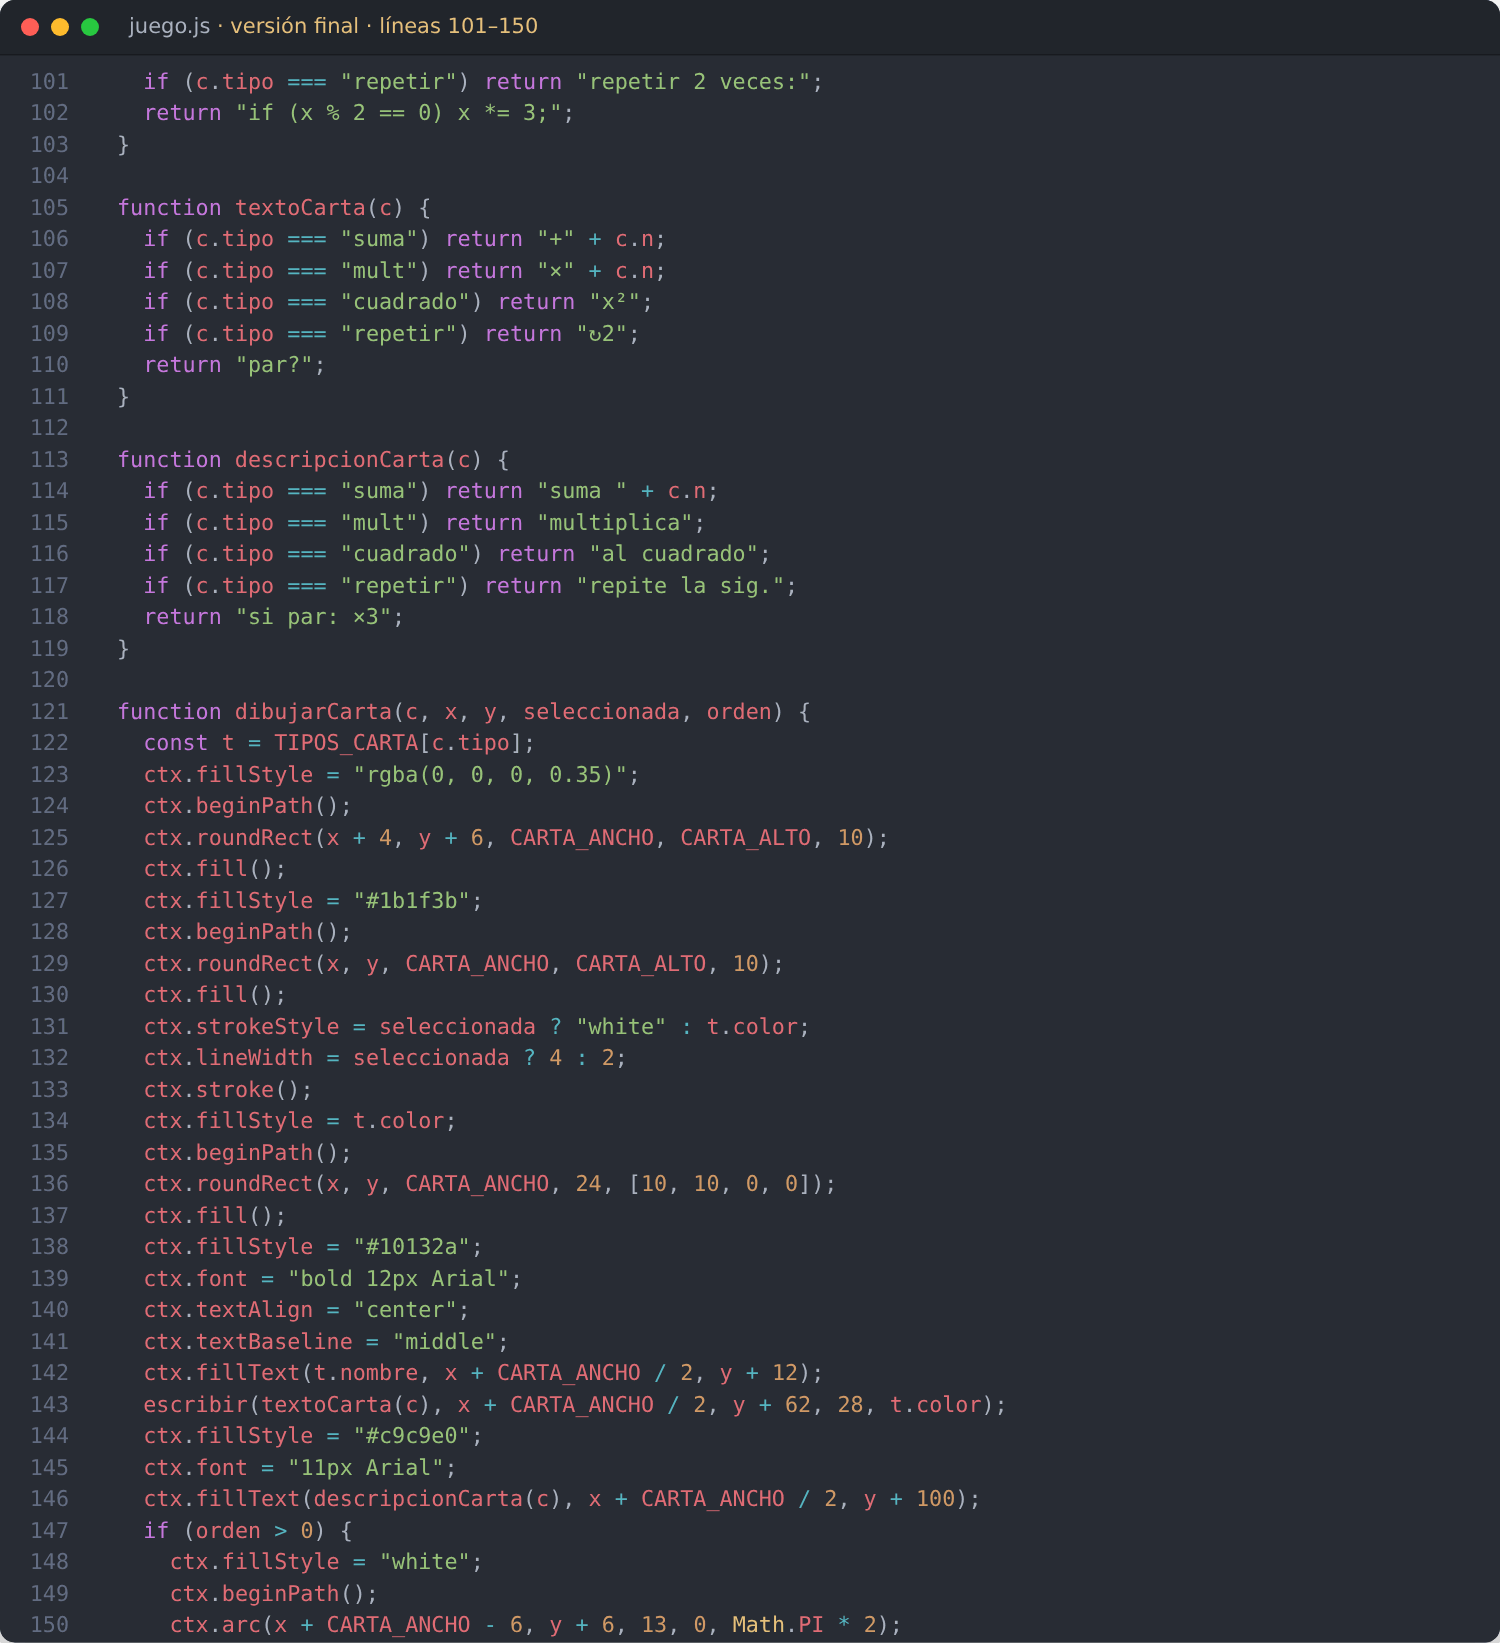 juego.js · versión final · líneas 101–150
101 if (c.tipo === "repetir") return "repetir 2 veces:";
102 return "if (x % 2 == 0) x *= 3;";
103 }
104
105 function textoCarta(c) {
106 if (c.tipo === "suma") return "+" + c.n;
107 if (c.tipo === "mult") return "×" + c.n;
108 if (c.tipo === "cuadrado") return "x²";
109 if (c.tipo === "repetir") return "↻2";
110 return "par?";
111 }
112
113 function descripcionCarta(c) {
114 if (c.tipo === "suma") return "suma " + c.n;
115 if (c.tipo === "mult") return "multiplica";
116 if (c.tipo === "cuadrado") return "al cuadrado";
117 if (c.tipo === "repetir") return "repite la sig.";
118 return "si par: ×3";
119 }
120
121 function dibujarCarta(c, x, y, seleccionada, orden) {
122 const t = TIPOS_CARTA[c.tipo];
123 ctx.fillStyle = "rgba(0, 0, 0, 0.35)";
124 ctx.beginPath();
125 ctx.roundRect(x + 4, y + 6, CARTA_ANCHO, CARTA_ALTO, 10);
126 ctx.fill();
127 ctx.fillStyle = "#1b1f3b";
128 ctx.beginPath();
129 ctx.roundRect(x, y, CARTA_ANCHO, CARTA_ALTO, 10);
130 ctx.fill();
131 ctx.strokeStyle = seleccionada ? "white" : t.color;
132 ctx.lineWidth = seleccionada ? 4 : 2;
133 ctx.stroke();
134 ctx.fillStyle = t.color;
135 ctx.beginPath();
136 ctx.roundRect(x, y, CARTA_ANCHO, 24, [10, 10, 0, 0]);
137 ctx.fill();
138 ctx.fillStyle = "#10132a";
139 ctx.font = "bold 12px Arial";
140 ctx.textAlign = "center";
141 ctx.textBaseline = "middle";
142 ctx.fillText(t.nombre, x + CARTA_ANCHO / 2, y + 12);
143 escribir(textoCarta(c), x + CARTA_ANCHO / 2, y + 62, 28, t.color);
144 ctx.fillStyle = "#c9c9e0";
145 ctx.font = "11px Arial";
146 ctx.fillText(descripcionCarta(c), x + CARTA_ANCHO / 2, y + 100);
147 if (orden > 0) {
148 ctx.fillStyle = "white";
149 ctx.beginPath();
150 ctx.arc(x + CARTA_ANCHO - 6, y + 6, 13, 0, Math.PI * 2);